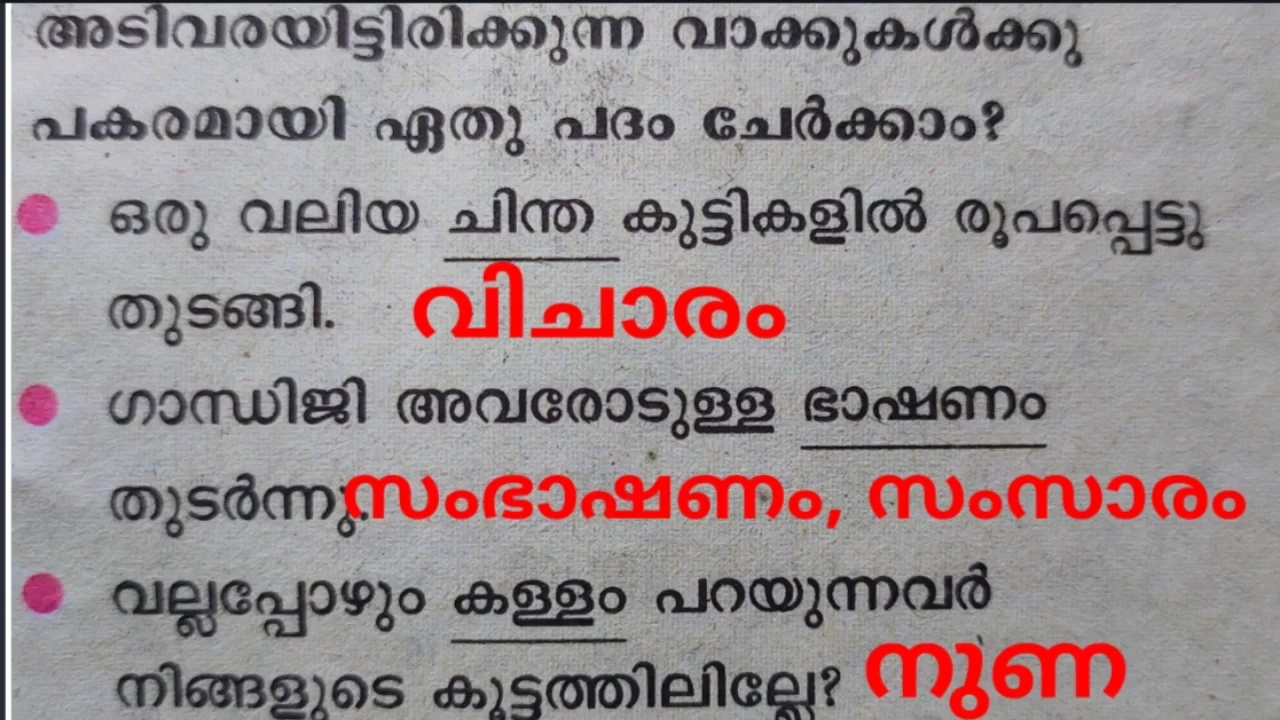 അടിവരയിട്ടിരിക്കുന്ന വാക്കുകൾക്കു
പകരമായി ഏതു പദം ചേർക്കാം?
ഒരു വലിയ ചിന്ത കുട്ടികളിൽ രൂപപ്പെട്ടു
തുടങ്ങി. വിചാരം
ഗാന്ധിജി അവരോടുള്ള ഭാഷണം
തുടർന്നു. സംഭാഷണം, സംസാരം
വല്ലപ്പോഴും കള്ളം പറയുന്നവർ
നിങ്ങളുടെ കൂട്ടത്തിലില്ലേ? നുണ